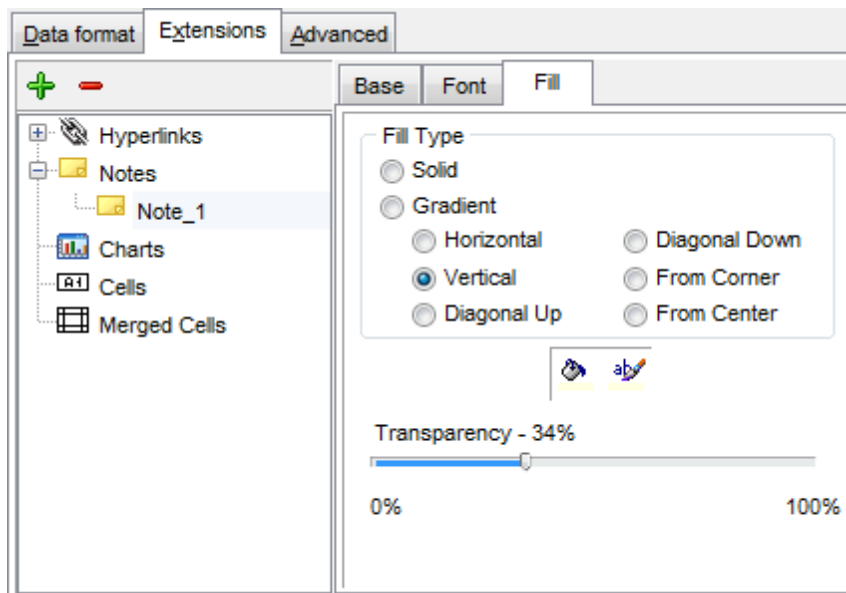 Data format Extensions Advanced
Base Font Fill
Hyperlinks
Notes
Note_1
Charts
Cells
Merged Cells
Fill Type
Solid
Gradient
Horizontal Diagonal Down
Vertical From Corner
Diagonal Up From Center
Transparency - 34%
0% 100%